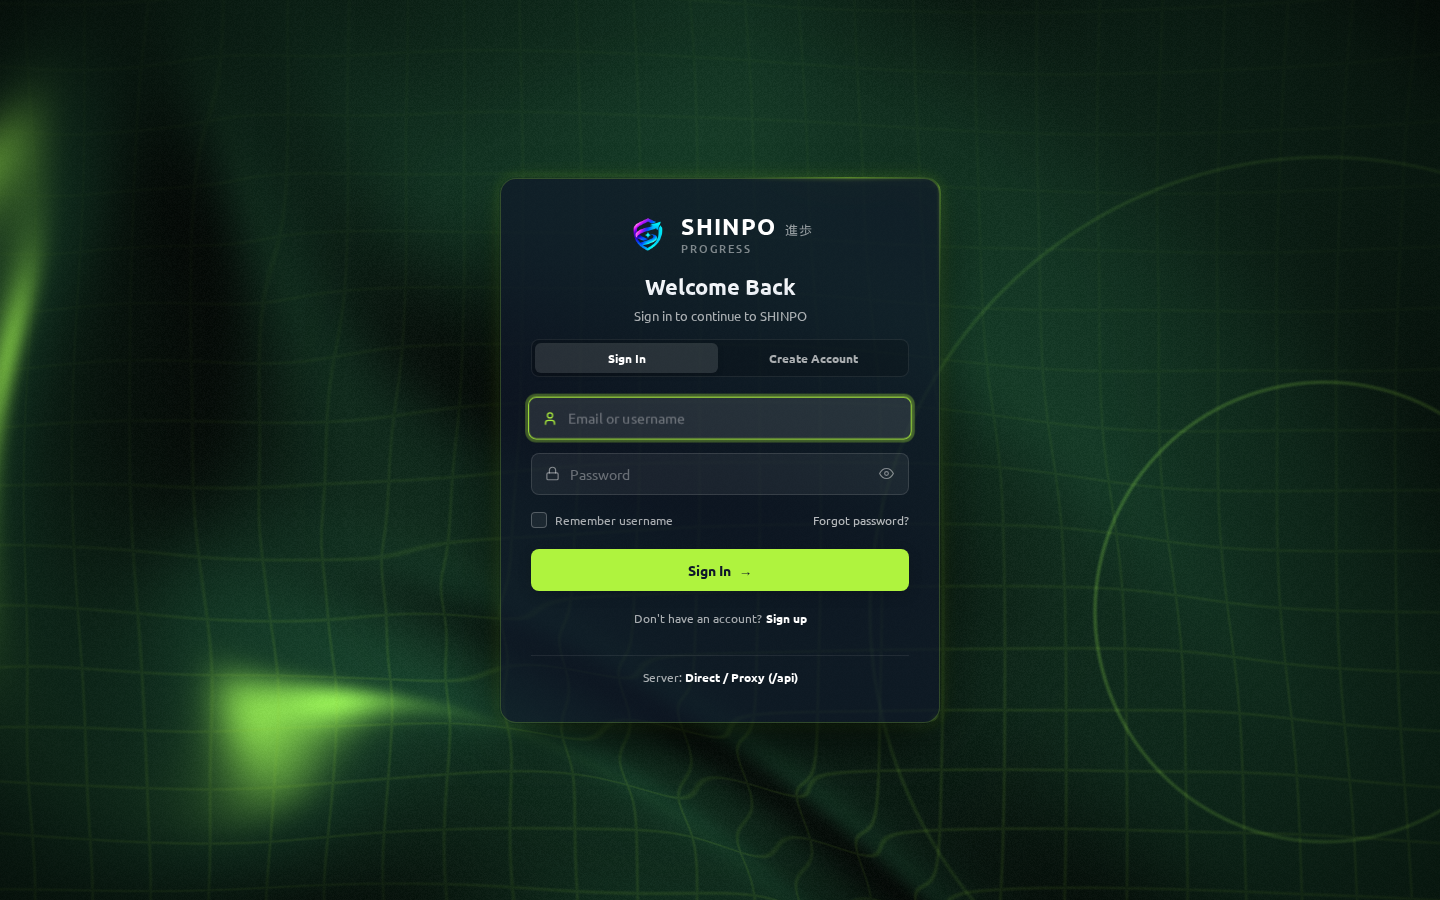 SHINPO 進歩
PROGRESS
Welcome Back
Sign in to continue to SHINPO
Sign In Create Account
Email or username
Password
Remember username Forgot password?
Sign In →
Don't have an account? Sign up
Server: Direct / Proxy (/api)